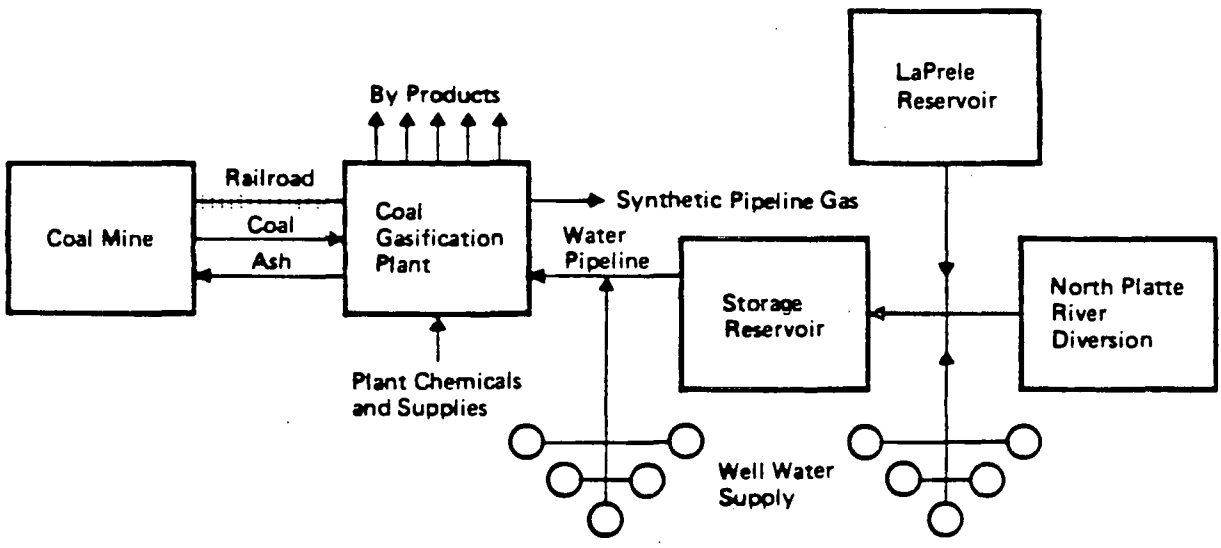 LaPrele
Reservoir
By Products
Railroad
Coal Mine
Coal
Ash
Coal
Gasification
Plant
Synthetic Pipeline Gas
Water
Pipeline
Storage
Reservoir
North Platte
River
Diversion
Plant Chemicals
and Supplies
Well Water
Supply